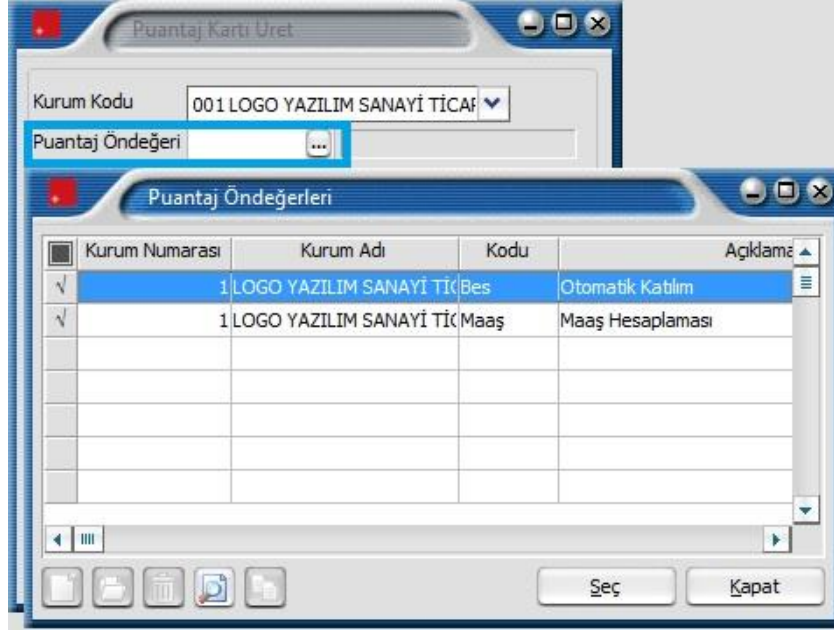 Puantaj Kartı Üret
Kurum Kodu 001 LOGO YAZILIM SANAYİ TİCAR
Puantaj Öndeğeri ...
Puantaj Öndeğerleri
Kurum Numarası Kurum Adı Kodu Açıklama
√ 1 LOGO YAZILIM SANAYİ TİC Bes Otomatik Katılım
√ 1 LOGO YAZILIM SANAYİ TİC Maaş Maaş Hesaplaması
Seç Kapat